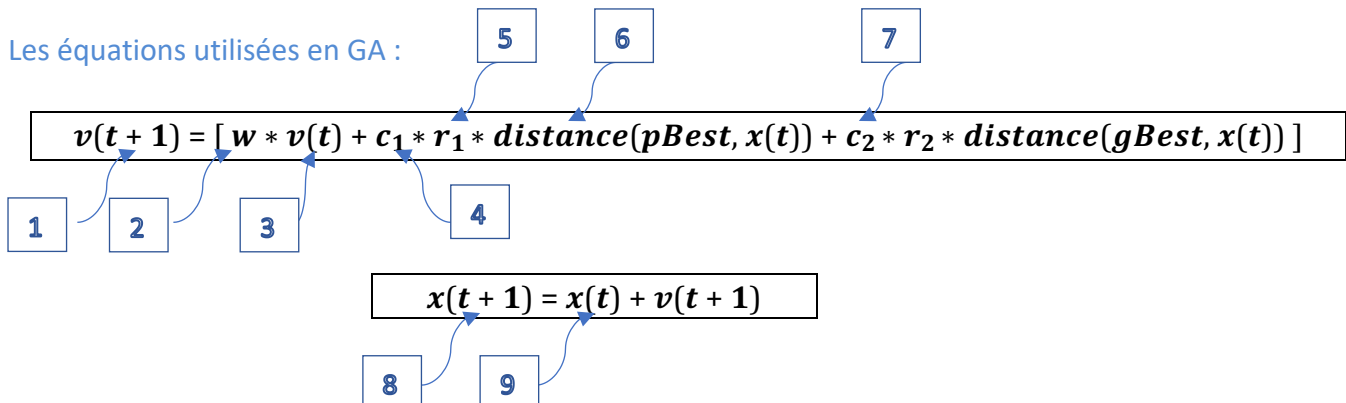 5 6 7
Les équations utilisées en GA :
v(t + 1) = [ w ∗ v(t) + c₁ ∗ r₁ ∗ distance(pBest, x(t)) + c₂ ∗ r₂ ∗ distance(gBest, x(t)) ]
1 2 3 4
x(t + 1) = x(t) + v(t + 1)
8 9